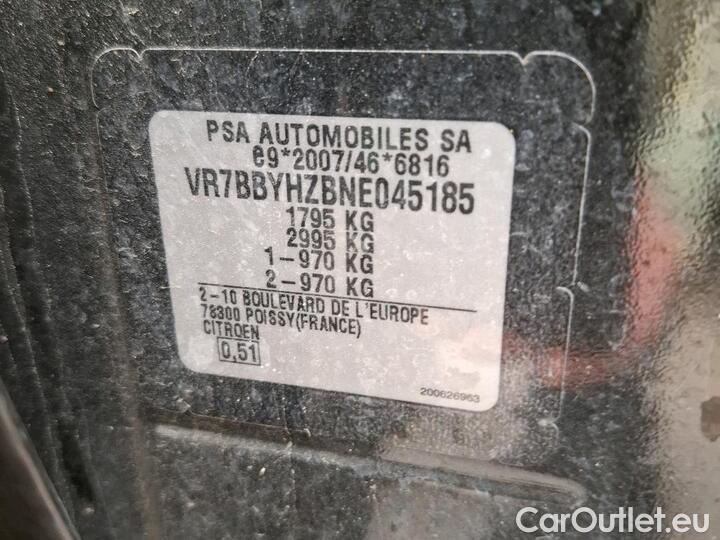 PSA AUTOMOBILES SA
e9*2007/46*6816
VR7BBYHZBNE045185
1795 KG
2995 KG
1-970 KG
2-970 KG
2-10 BOULEVARD DE L'EUROPE
78300 POISSY(FRANCE)
CITROEN
0,51
200626963
CarOutlet.eu